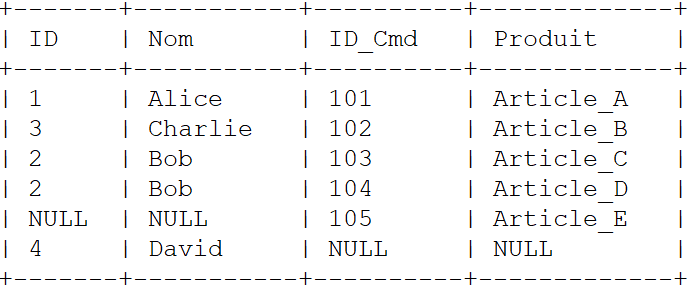 +-------+-----------+----------+-------------+
| ID    | Nom       | ID_Cmd   | Produit     |
+-------+-----------+----------+-------------+
| 1     | Alice     | 101      | Article_A   |
| 3     | Charlie   | 102      | Article_B   |
| 2     | Bob       | 103      | Article_C   |
| 2     | Bob       | 104      | Article_D   |
| NULL  | NULL      | 105      | Article_E   |
| 4     | David     | NULL     | NULL        |
+-------+-----------+----------+-------------+